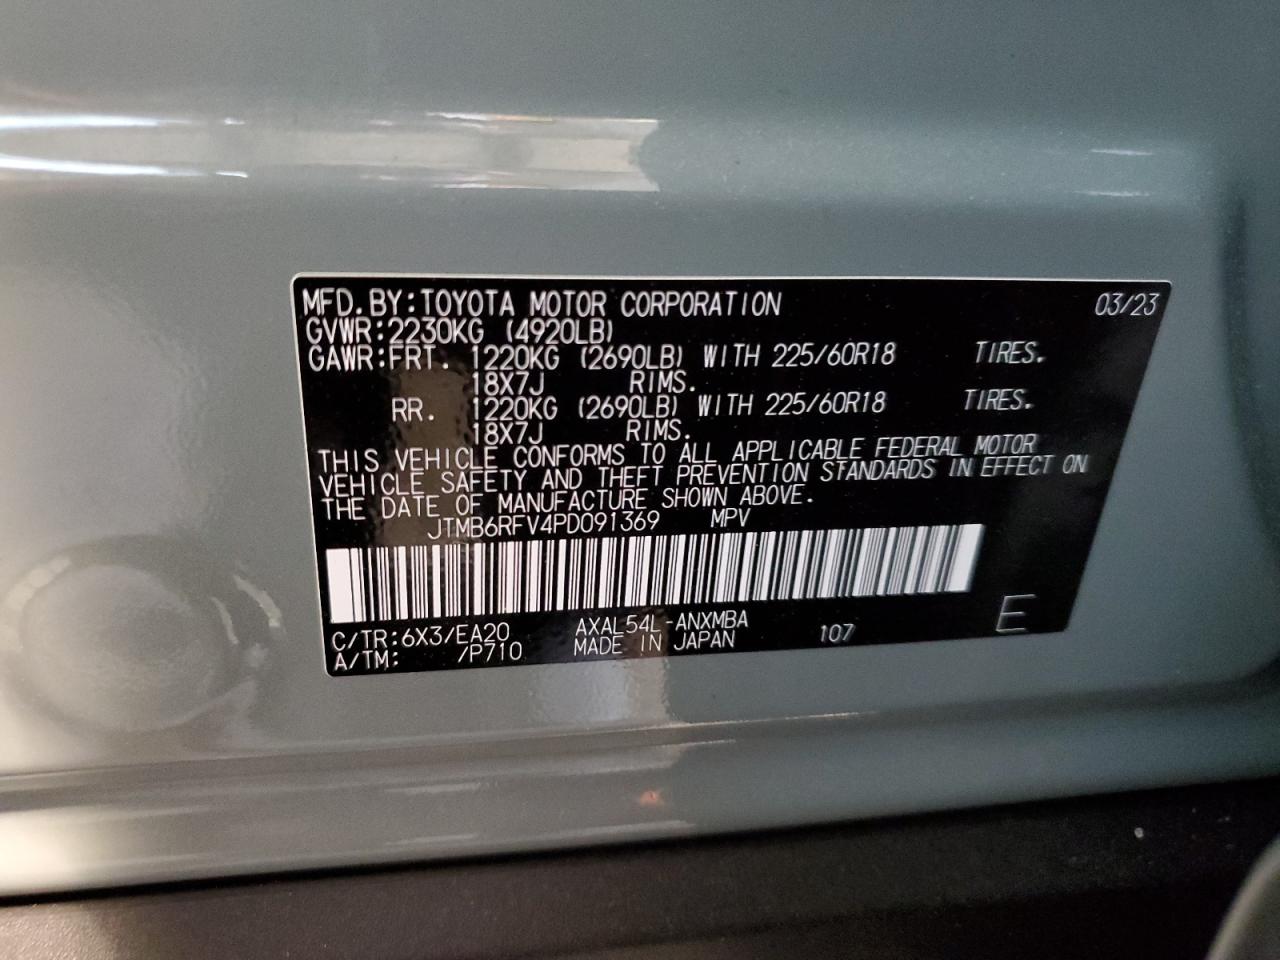 MFD.BY:TOYOTA MOTOR CORPORATION 03/23
GVWR:2230KG (4920LB)
GAWR:FRT. 1220KG (2690LB) WITH 225/60R18 TIRES.
18X7J RIMS.
RR. 1220KG (2690LB) WITH 225/60R18 TIRES.
18X7J RIMS.
THIS VEHICLE CONFORMS TO ALL APPLICABLE FEDERAL MOTOR
VEHICLE SAFETY AND THEFT PREVENTION STANDARDS IN EFFECT ON
THE DATE OF MANUFACTURE SHOWN ABOVE.
JTMB6RFV4PD091369 MPV
C/TR:6X3/EA20 AXAL54L-ANXMBA 107 E
A/TM: /P710 MADE IN JAPAN